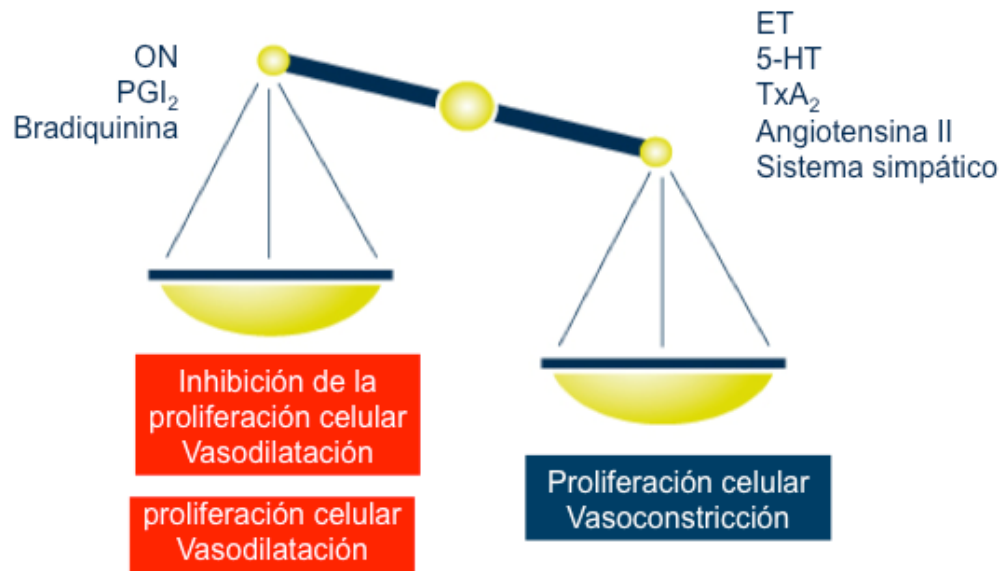 ON
PGI₂
Bradiquinina
ET
5-HT
TxA₂
Angiotensina II
Sistema simpático
Inhibición de la
proliferación celular
Vasodilatación
proliferación celular
Vasodilatación
Proliferación celular
Vasoconstricción